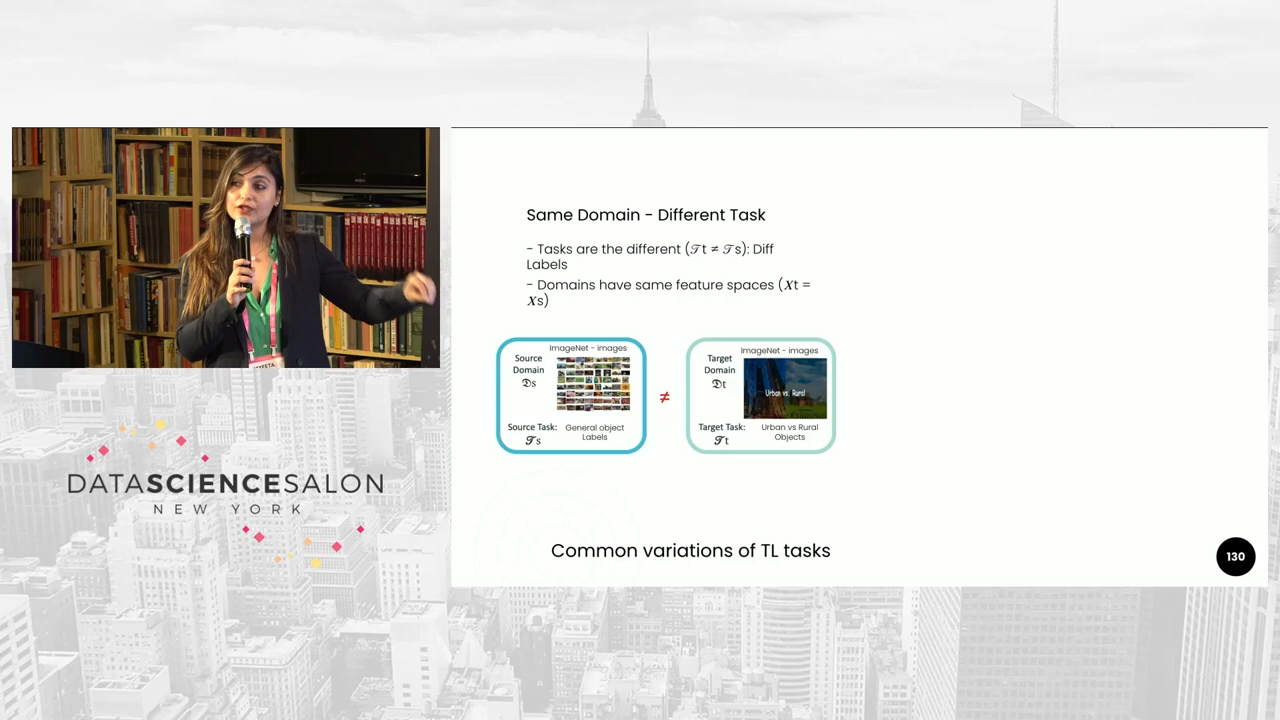 Same Domain - Different Task
- Tasks are the different (𝒯t ≠ 𝒯s): Diff
Labels
- Domains have same feature spaces (𝑿t =
𝑿s)
ImageNet - images
Source
Domain
𝔇s
Source Task:
𝓣s
General object
Labels
≠
ImageNet - images
Target
Domain
𝔇t
Urban vs. Rural
Target Task:
𝓣t
Urban vs Rural
Objects
Common variations of TL tasks
130
DATASCIENCESALON
NEW YORK